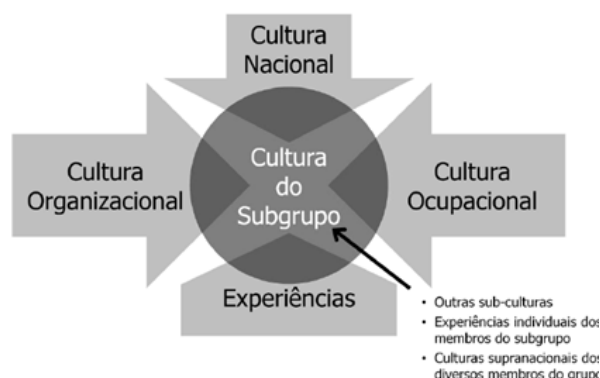 Cultura
Nacional
Cultura
Organizacional
Cultura
do
Subgrupo
Cultura
Ocupacional
Experiências
• Outras sub-culturas
• Experiências individuais dos
membros do subgrupo
• Culturas supranacionais dos
diversos membros do grupo